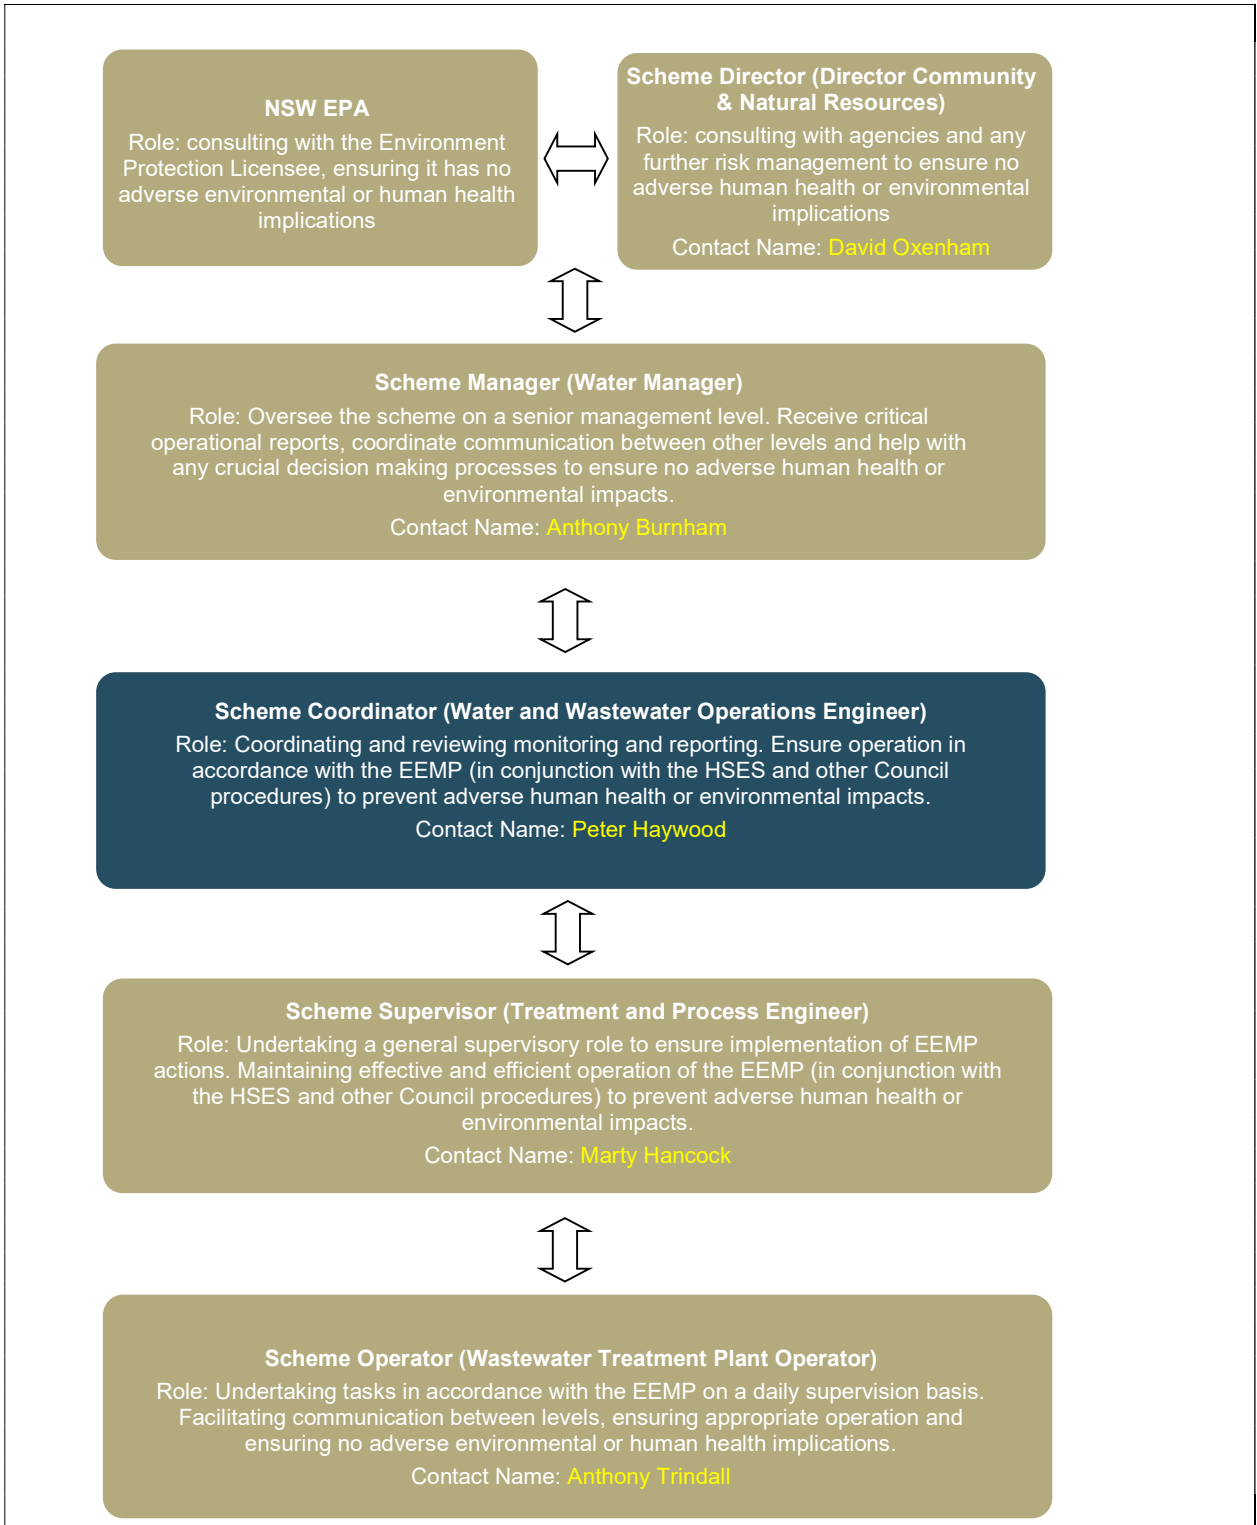 NSW EPA
Role: consulting with the Environment
Protection Licensee, ensuring it has no
adverse environmental or human health
implications
Scheme Director (Director Community
& Natural Resources)
Role: consulting with agencies and any
further risk management to ensure no
adverse human health or environmental
implications
Contact Name: David Oxenham
Scheme Manager (Water Manager)
Role: Oversee the scheme on a senior management level. Receive critical
operational reports, coordinate communication between other levels and help with
any crucial decision making processes to ensure no adverse human health or
environmental impacts.
Contact Name: Anthony Burnham
Scheme Coordinator (Water and Wastewater Operations Engineer)
Role: Coordinating and reviewing monitoring and reporting. Ensure operation in
accordance with the EEMP (in conjunction with the HSES and other Council
procedures) to prevent adverse human health or environmental impacts.
Contact Name: Peter Haywood
Scheme Supervisor (Treatment and Process Engineer)
Role: Undertaking a general supervisory role to ensure implementation of EEMP
actions. Maintaining effective and efficient operation of the EEMP (in conjunction with
the HSES and other Council procedures) to prevent adverse human health or
environmental impacts.
Contact Name: Marty Hancock
Scheme Operator (Wastewater Treatment Plant Operator)
Role: Undertaking tasks in accordance with the EEMP on a daily supervision basis.
Facilitating communication between levels, ensuring appropriate operation and
ensuring no adverse environmental or human health implications.
Contact Name: Anthony Trindall